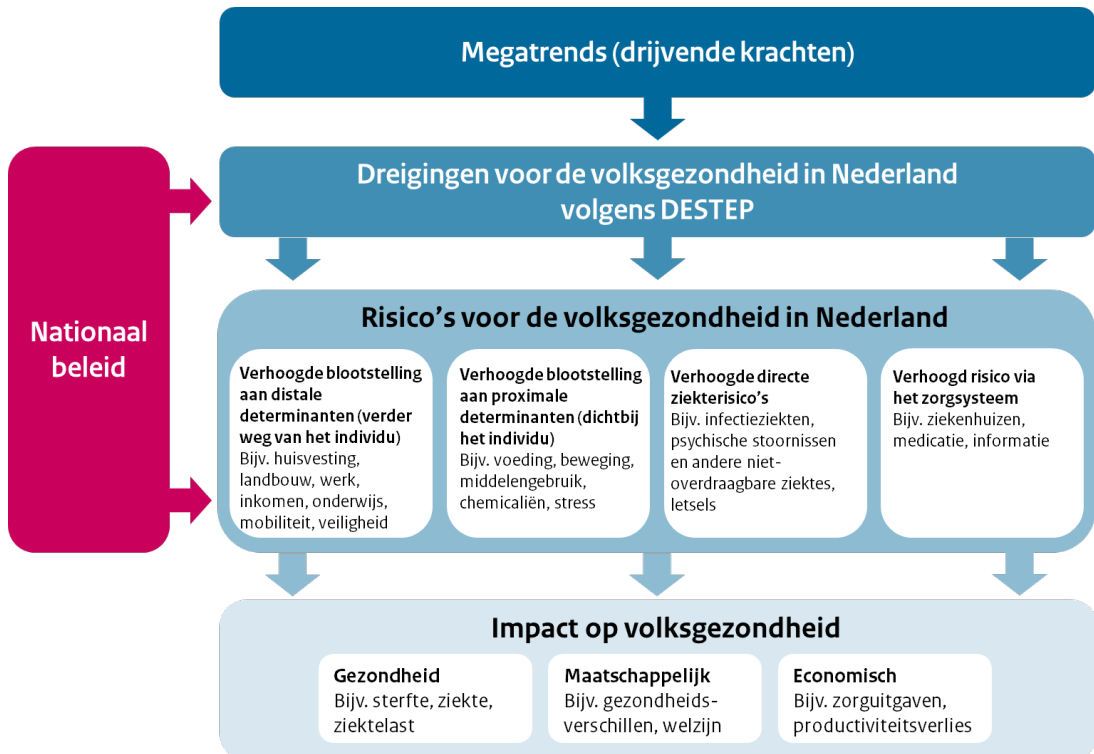 Megatrends (drijvende krachten)
Dreigingen voor de volksgezondheid in Nederland
volgens DESTEP
Nationaal
beleid
Risico's voor de volksgezondheid in Nederland
Verhoogde blootstelling
aan distale
determinanten (verder
weg van het individu)
Bijv. huisvesting,
landbouw, werk,
inkomen, onderwijs,
mobiliteit, veiligheid
Verhoogde blootstelling
aan proximale
determinanten (dichtbij
het individu)
Bijv. voeding, beweging,
middelengebruik,
chemicaliën, stress
Verhoogde directe
ziekterisico's
Bijv. infectieziekten,
psychische stoornissen
en andere niet-
overdraagbare ziektes,
letsels
Verhoogd risico via
het zorgsysteem
Bijv. ziekenhuizen,
medicatie, informatie
Impact op volksgezondheid
Gezondheid
Bijv. sterfte, ziekte,
ziektelast
Maatschappelijk
Bijv. gezondheids-
verschillen, welzijn
Economisch
Bijv. zorguitgaven,
productiviteitsverlies